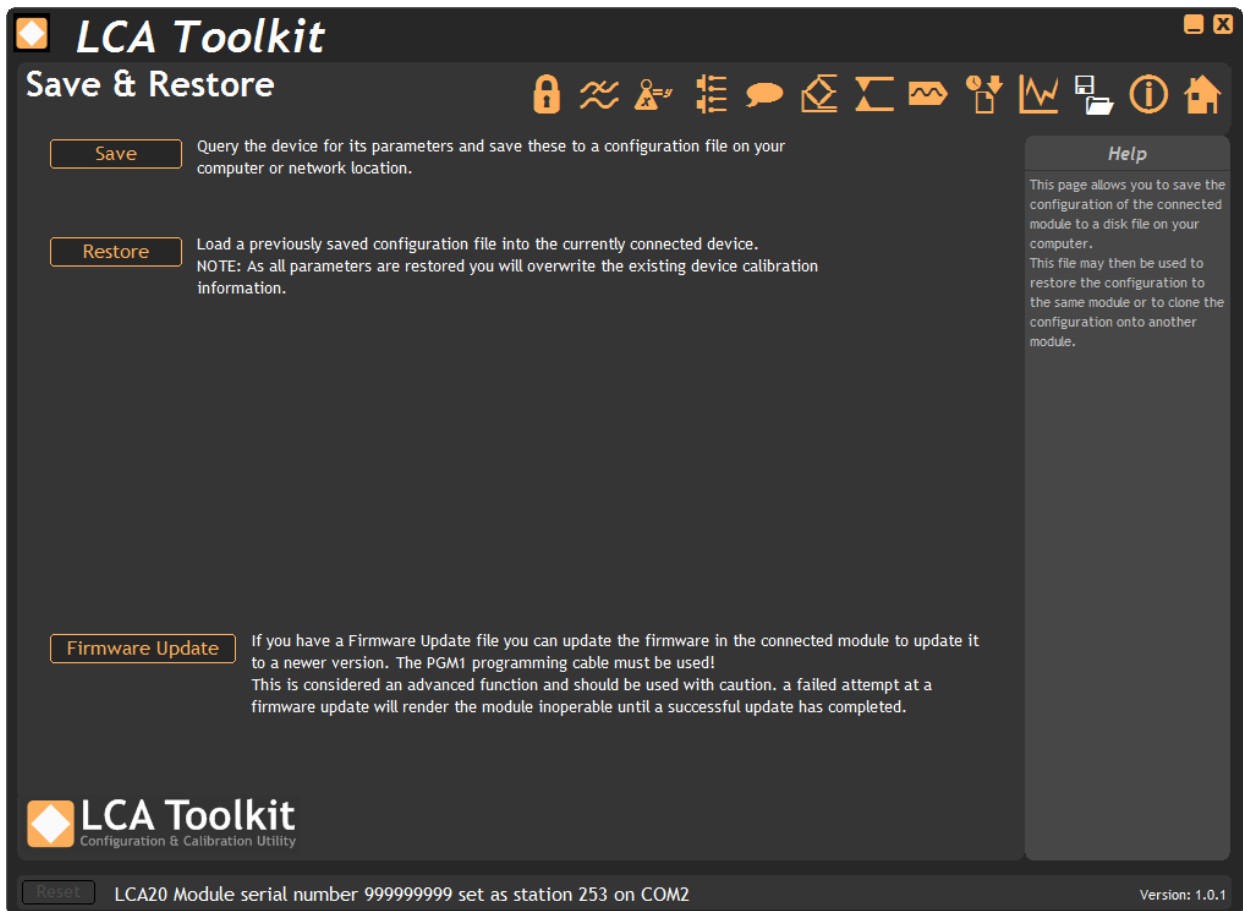 LCA Toolkit
X
Save & Restore
x =y
i
Save
Query the device for its parameters and save these to a configuration file on your
computer or network location.
Restore
Load a previously saved configuration file into the currently connected device.
NOTE: As all parameters are restored you will overwrite the existing device calibration
information.
Firmware Update
If you have a Firmware Update file you can update the firmware in the connected module to update it
to a newer version. The PGM1 programming cable must be used!
This is considered an advanced function and should be used with caution. a failed attempt at a
firmware update will render the module inoperable until a successful update has completed.
Help
This page allows you to save the
configuration of the connected
module to a disk file on your
computer.
This file may then be used to
restore the configuration to
the same module or to clone the
configuration onto another
module.
LCA Toolkit
Configuration & Calibration Utility
Reset
LCA20 Module serial number 999999999 set as station 253 on COM2
Version: 1.0.1